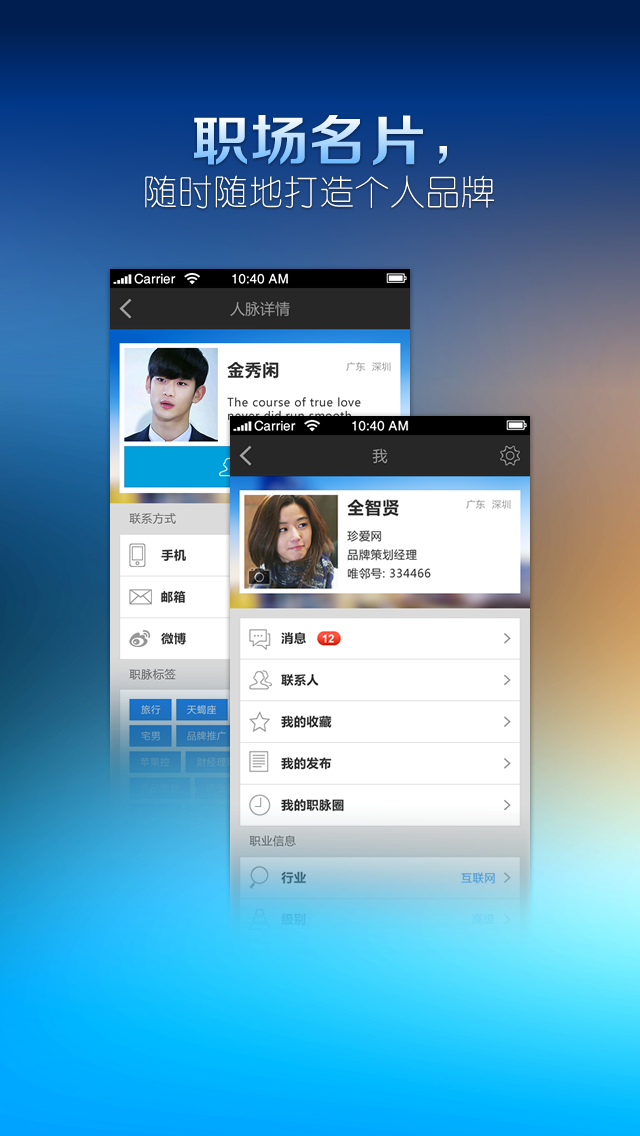 职场名片，
随时随地打造个人品牌
Carrier 10:40 AM
人脉详情
金秀闲
广东 深圳
The course of true love
never did run smooth
联系方式
手机
邮箱
微博
职脉标签
旅行 天蝎座
宅男 品牌推广
苹果控
Carrier 10:40 AM
我
全智贤
广东 深圳
珍爱网
品牌策划经理
唯邻号: 334466
消息 12
联系人
我的收藏
我的发布
我的职脉圈
职业信息
行业 互联网
级别 高级